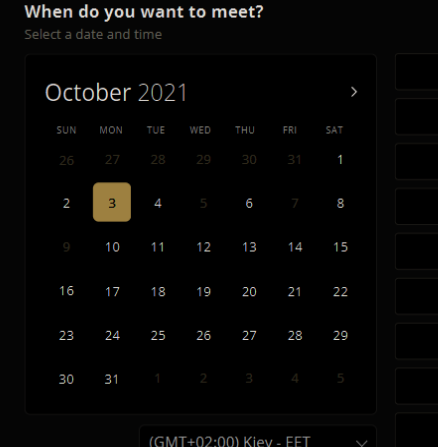 When do you want to meet?
Select a date and time
October 2021 >
SUN MON TUE WED THU FRI SAT
26 27 28 29 30 31 1
2 3 4 5 6 7 8
9 10 11 12 13 14 15
16 17 18 19 20 21 22
23 24 25 26 27 28 29
30 31 1 2 3 4 5
(GMT+02:00) Kiev - EET